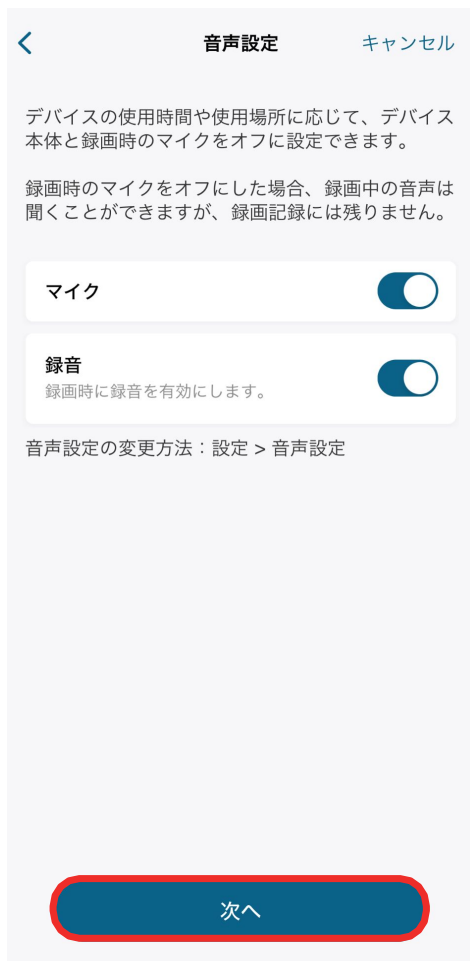 音声設定 キャンセル
デバイスの使用時間や使用場所に応じて、デバイス
本体と録画時のマイクをオフに設定できます。
録画時のマイクをオフにした場合、録画中の音声は
聞くことができますが、録画記録には残りません。
マイク
録音
録画時に録音を有効にします。
音声設定の変更方法：設定 > 音声設定
次へ